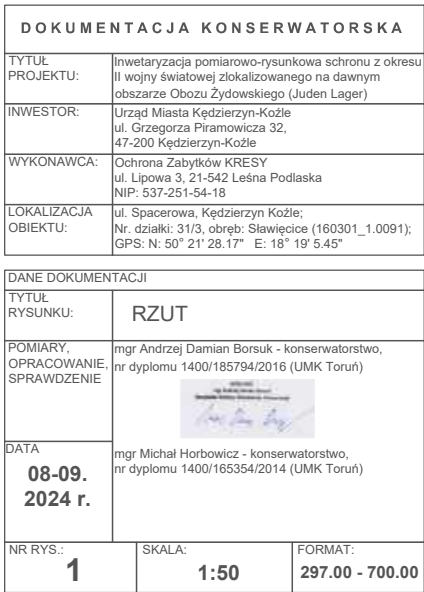 DOKUMENTACJA KONSERWATORSKA
TYTUŁ
PROJEKTU:
Inwetaryzacja pomiarowo-rysunkowa schronu z okresu
II wojny światowej zlokalizowanego na dawnym
obszarze Obozu Żydowskiego (Juden Lager)
INWESTOR:
Urząd Miasta Kędzierzyn-Koźle
ul. Grzegorza Piramowicza 32,
47-200 Kędzierzyn-Koźle
WYKONAWCA:
Ochrona Zabytków KRESY
ul. Lipowa 3, 21-542 Leśna Podlaska
NIP: 537-251-54-18
LOKALIZACJA
OBIEKTU:
ul. Spacerowa, Kędzierzyn Koźle;
Nr. działki: 31/3, obręb: Sławięcice (160301_1.0091);
GPS: N: 50° 21' 28.17" E: 18° 19' 5.45"
DANE DOKUMENTACJI
TYTUŁ
RYSUNKU:
RZUT
POMIARY,
OPRACOWANIE,
SPRAWDZENIE
mgr Andrzej Damian Borsuk - konserwatorstwo,
nr dyplomu 1400/185794/2016 (UMK Toruń)
DATA
08-09.
2024 r.
mgr Michał Horbowicz - konserwatorstwo,
nr dyplomu 1400/165354/2014 (UMK Toruń)
NR RYS.:
1
SKALA:
1:50
FORMAT:
297.00 - 700.00